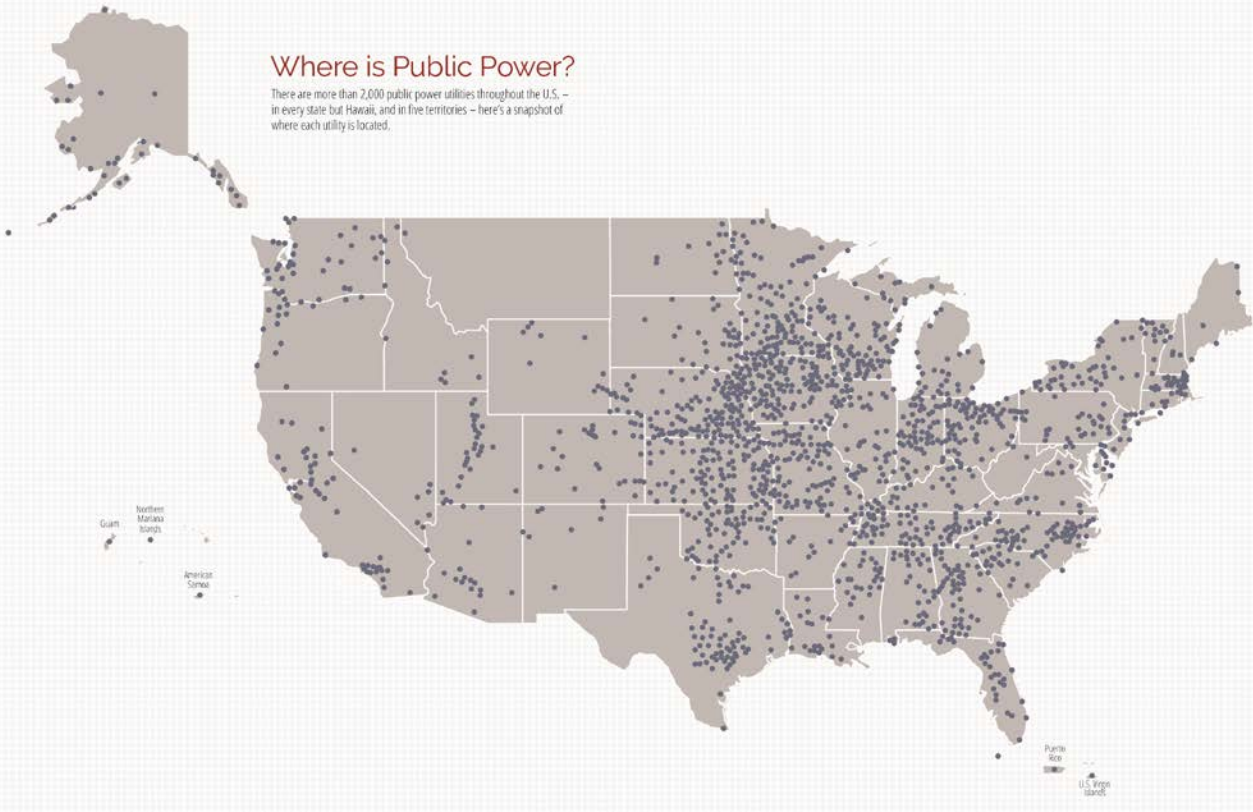 Where is Public Power?
There are more than 2,000 public power utilities throughout the U.S. –
in every state but Hawaii, and in five territories – here's a snapshot of
where each utility is located.
Guam
Northern
Mariana
Islands
American
Samoa
Puerto
Rico
U.S. Virgin
Islands